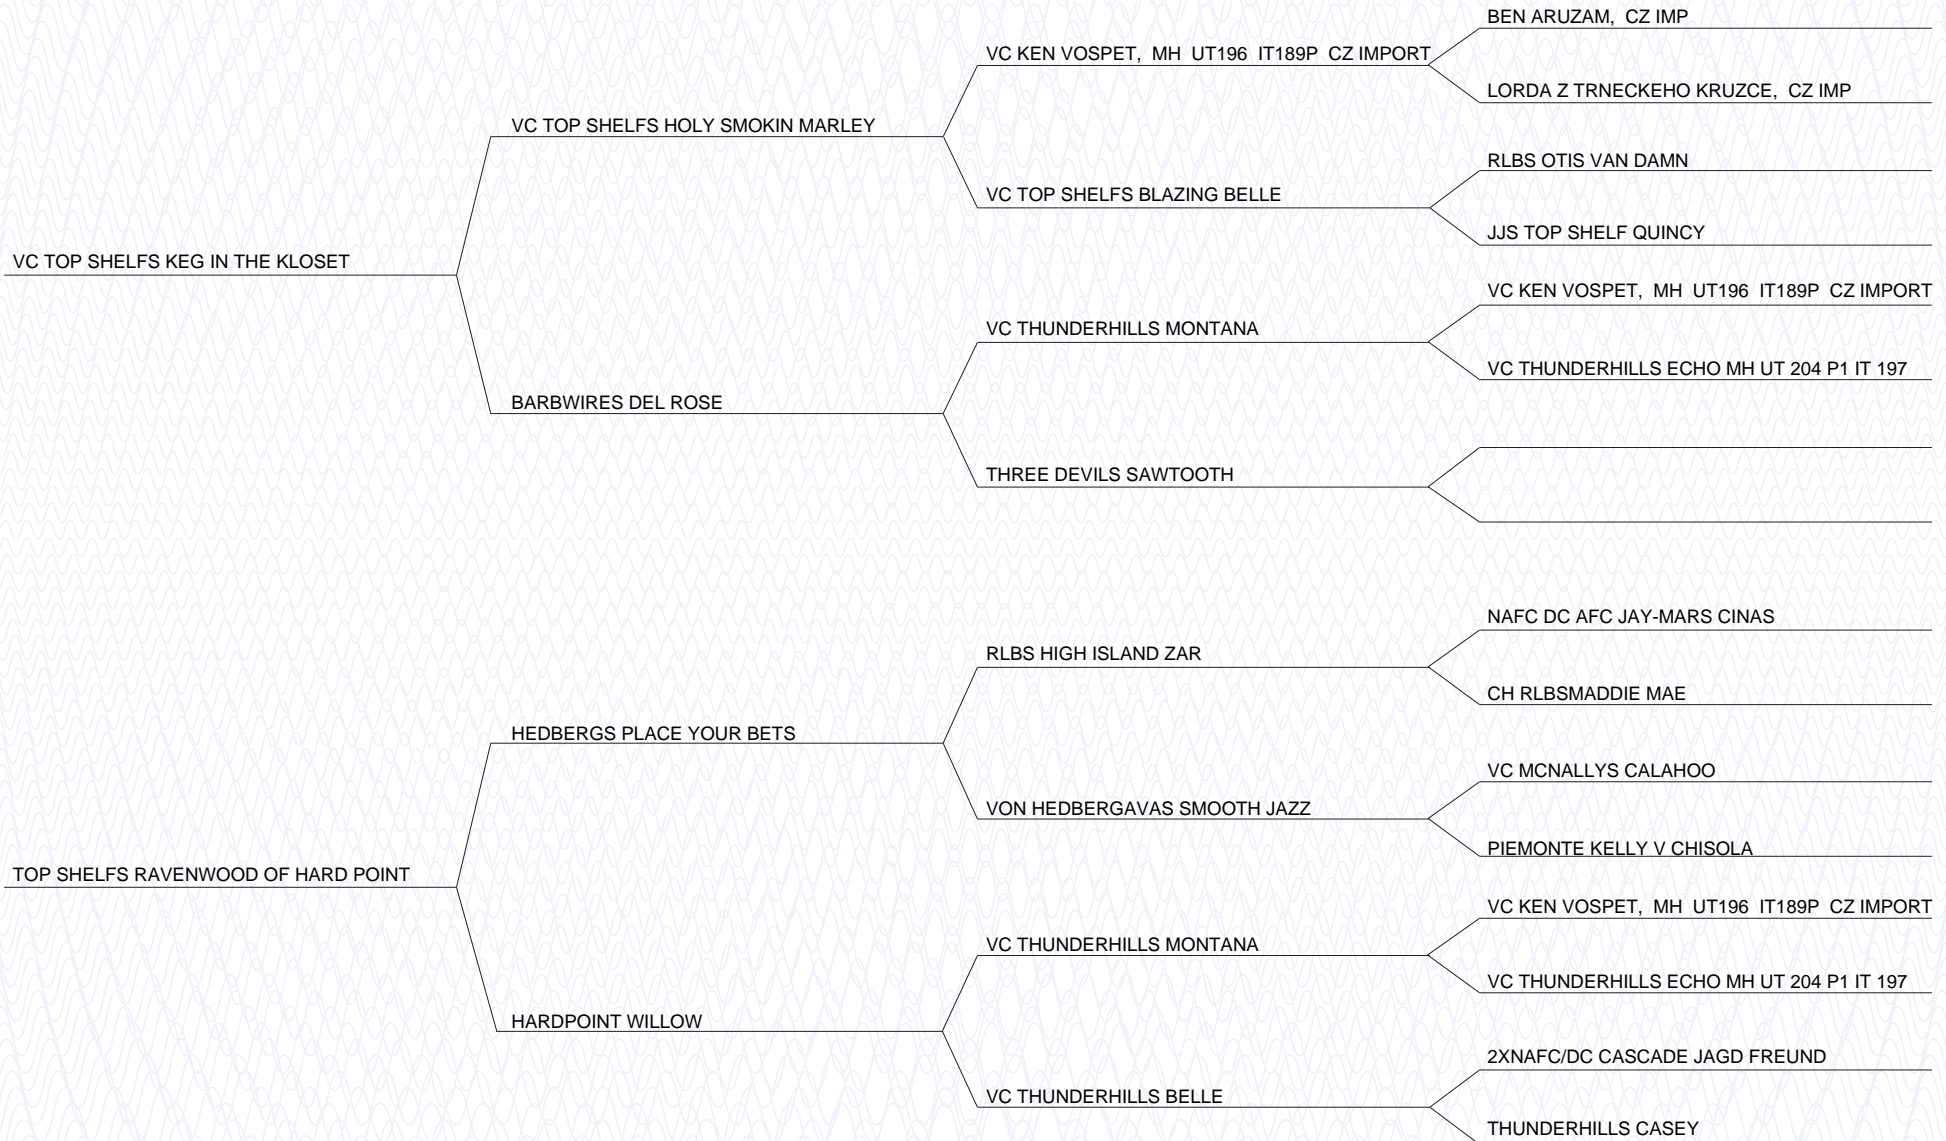 BEN ARUZAM, CZ IMP
VC KEN VOSPET, MH UT196 IT189P CZ IMPORT
LORDA Z TRNECKEHO KRUZCE, CZ IMP
VC TOP SHELFS HOLY SMOKIN MARLEY
RLBS OTIS VAN DAMN
VC TOP SHELFS BLAZING BELLE
JJS TOP SHELF QUINCY
VC TOP SHELFS KEG IN THE KLOSET
VC KEN VOSPET, MH UT196 IT189P CZ IMPORT
VC THUNDERHILLS MONTANA
VC THUNDERHILLS ECHO MH UT 204 P1 IT 197
BARBWIRES DEL ROSE
THREE DEVILS SAWTOOTH
NAFC DC AFC JAY-MARS CINAS
RLBS HIGH ISLAND ZAR
CH RLBSMADDIE MAE
HEDBERGS PLACE YOUR BETS
VC MCNALLYS CALAHOO
VON HEDBERGAVAS SMOOTH JAZZ
PIEMONTE KELLY V CHISOLA
TOP SHELFS RAVENWOOD OF HARD POINT
VC KEN VOSPET, MH UT196 IT189P CZ IMPORT
VC THUNDERHILLS MONTANA
VC THUNDERHILLS ECHO MH UT 204 P1 IT 197
HARDPOINT WILLOW
2XNAFC/DC CASCADE JAGD FREUND
VC THUNDERHILLS BELLE
THUNDERHILLS CASEY